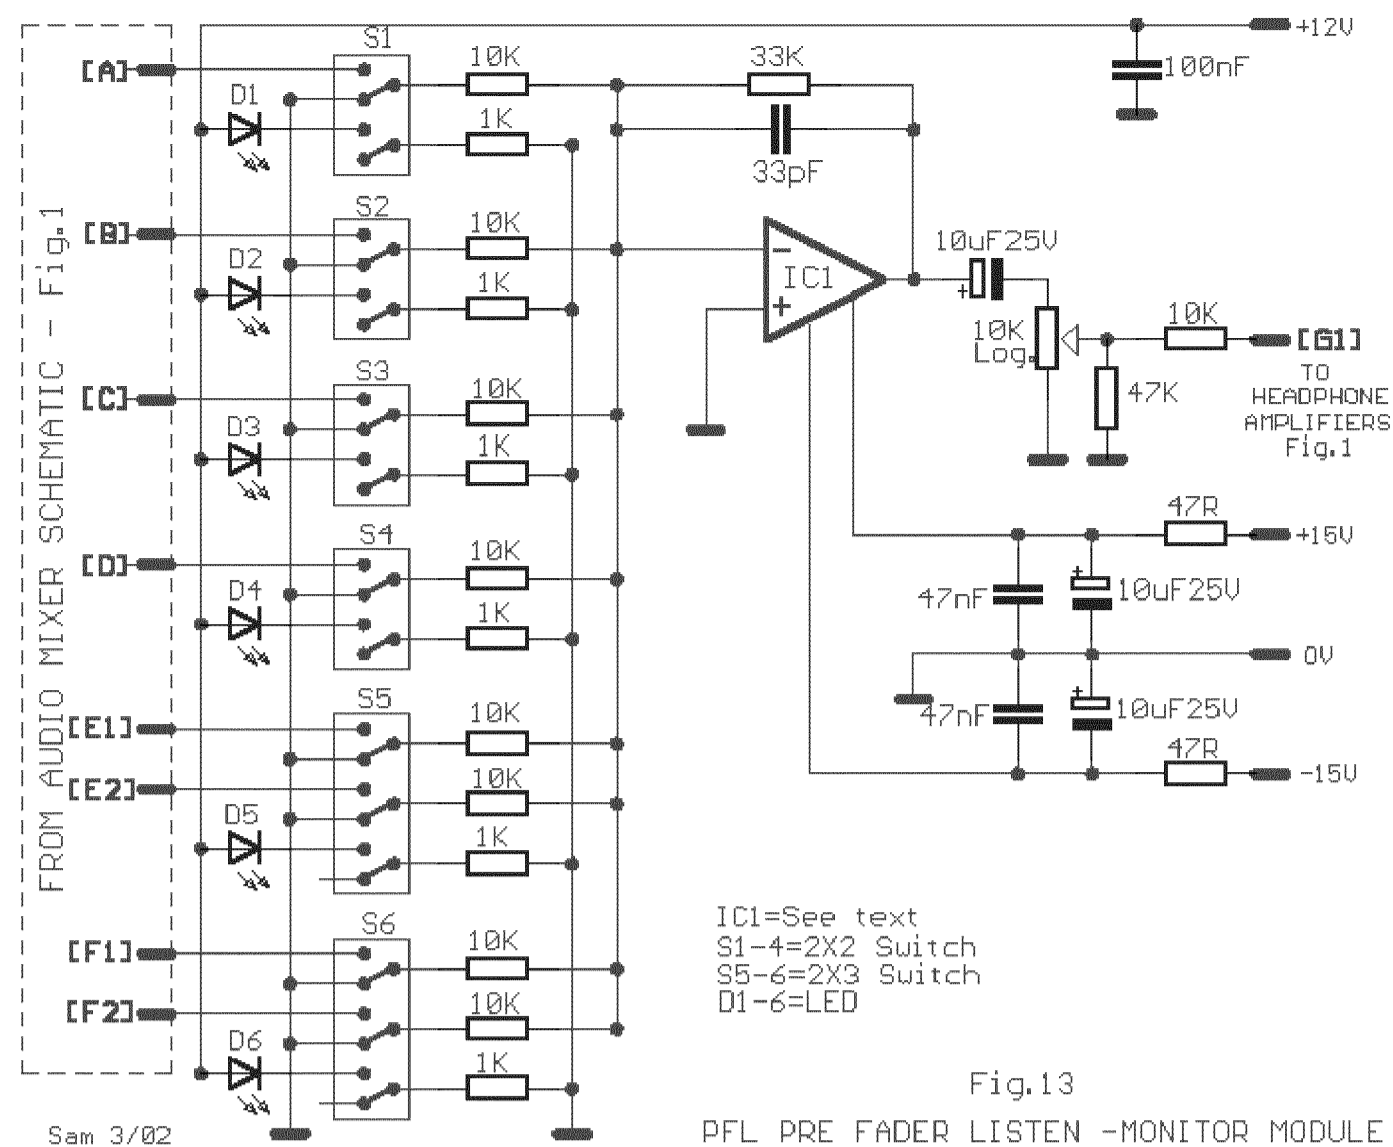 S1
+12V
[A]
10K
33K
100nF
D1
1K
33pF
S2
[B]
10K
10uF25V
D2
1K
IC1
-
+
+
10K
Log.
10K
[G1]
TO
HEADPHONE
AMPLIFIERS
Fig.1
47K
S3
[C]
10K
D3
1K
S4
[D]
10K
D4
1K
47R
+15V
+
47nF
10uF25V
0V
+
47nF
10uF25V
47R
-15V
S5
[E1]
10K
[E2]
10K
D5
1K
S6
[F1]
10K
[F2]
10K
D6
1K
FROM AUDIO MIXER SCHEMATIC - Fig.1
IC1=See text
S1-4=2X2 Switch
S5-6=2X3 Switch
D1-6=LED
Fig.13
Sam 3/02
PFL PRE FADER LISTEN -MONITOR MODULE